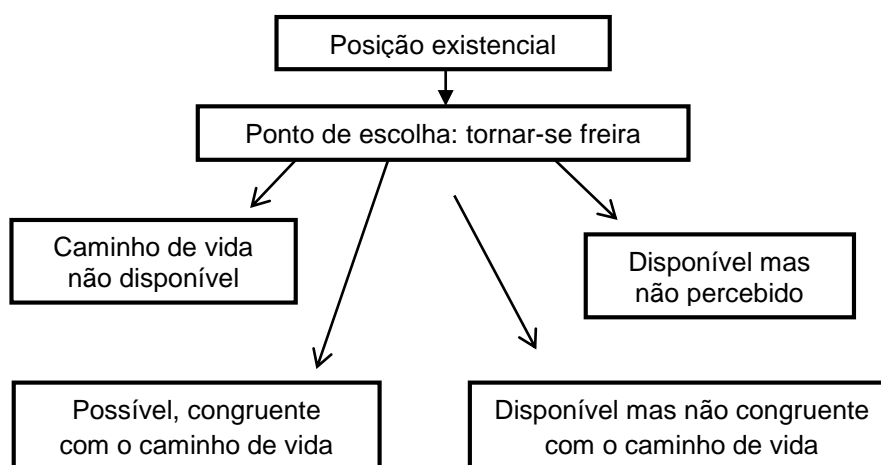 Posição existencial
Ponto de escolha: tornar-se freira
Caminho de vida
não disponível
Disponível mas
não percebido
Possível, congruente
com o caminho de vida
Disponível mas não congruente
com o caminho de vida